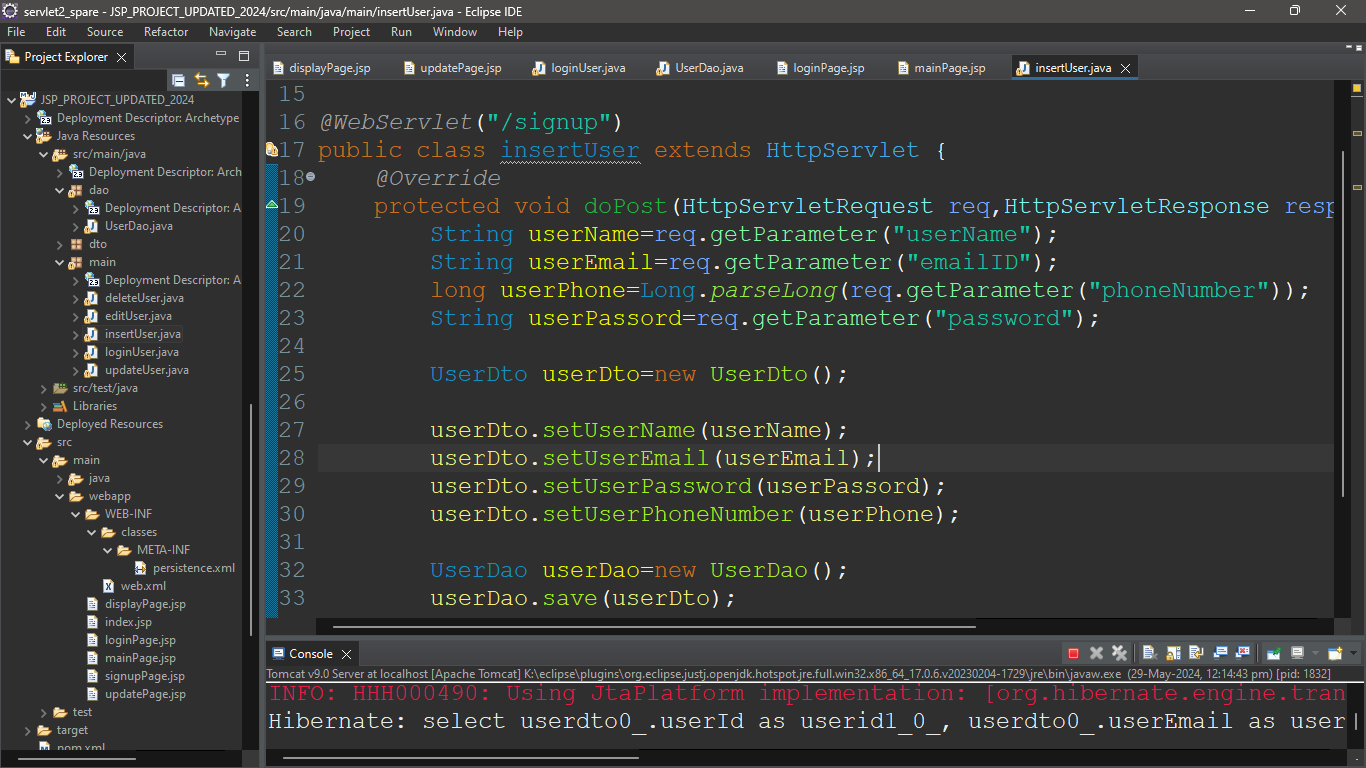 servlet2_spare - JSP_PROJECT_UPDATED_2024/src/main/java/main/insertUser.java - Eclipse IDE
File Edit Source Refactor Navigate Search Project Run Window Help
Project Explorer
JSP_PROJECT_UPDATED_2024
Deployment Descriptor: Archetype
Java Resources
src/main/java
Deployment Descriptor: Arch
dao
Deployment Descriptor: A
UserDao.java
dto
main
Deployment Descriptor: A
deleteUser.java
editUser.java
insertUser.java
loginUser.java
updateUser.java
src/test/java
Libraries
Deployed Resources
src
main
java
webapp
WEB-INF
classes
META-INF
persistence.xml
web.xml
displayPage.jsp
index.jsp
loginPage.jsp
mainPage.jsp
signupPage.jsp
updatePage.jsp
test
target
pom.xml
displayPage.jsp updatePage.jsp loginUser.java UserDao.java loginPage.jsp mainPage.jsp insertUser.java
15
16 @WebServlet("/signup")
17 public class insertUser extends HttpServlet {
18 @Override
19 protected void doPost(HttpServletRequest req,HttpServletResponse resp
20 String userName=req.getParameter("userName");
21 String userEmail=req.getParameter("emailID");
22 long userPhone=Long.parseLong(req.getParameter("phoneNumber"));
23 String userPassord=req.getParameter("password");
24
25 UserDto userDto=new UserDto();
26
27 userDto.setUserName(userName);
28 userDto.setUserEmail(userEmail);
29 userDto.setUserPassword(userPassord);
30 userDto.setUserPhoneNumber(userPhone);
31
32 UserDao userDao=new UserDao();
33 userDao.save(userDto);
Console
Tomcat v9.0 Server at localhost [Apache Tomcat] K:\eclipse\plugins\org.eclipse.justj.openjdk.hotspot.jre.full.win32.x86_64_17.0.6.v20230204-1729\jre\bin\javaw.exe (29-May-2024, 12:14:43 pm) [pid: 1832]
INFO: HHH000490: Using JtaPlatform implementation: [org.hibernate.engine.tran
Hibernate: select userdto0_.userId as userid1_0_, userdto0_.userEmail as user